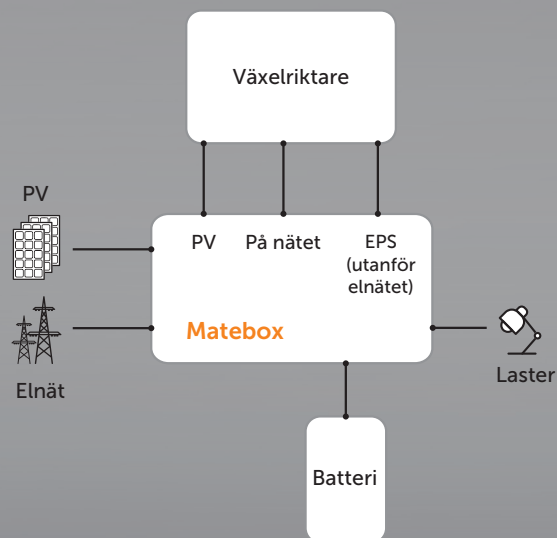 Växelriktare
PV
PV
På nätet
EPS
(utanför
elnätet)
Matebox
Elnät
Laster
Batteri